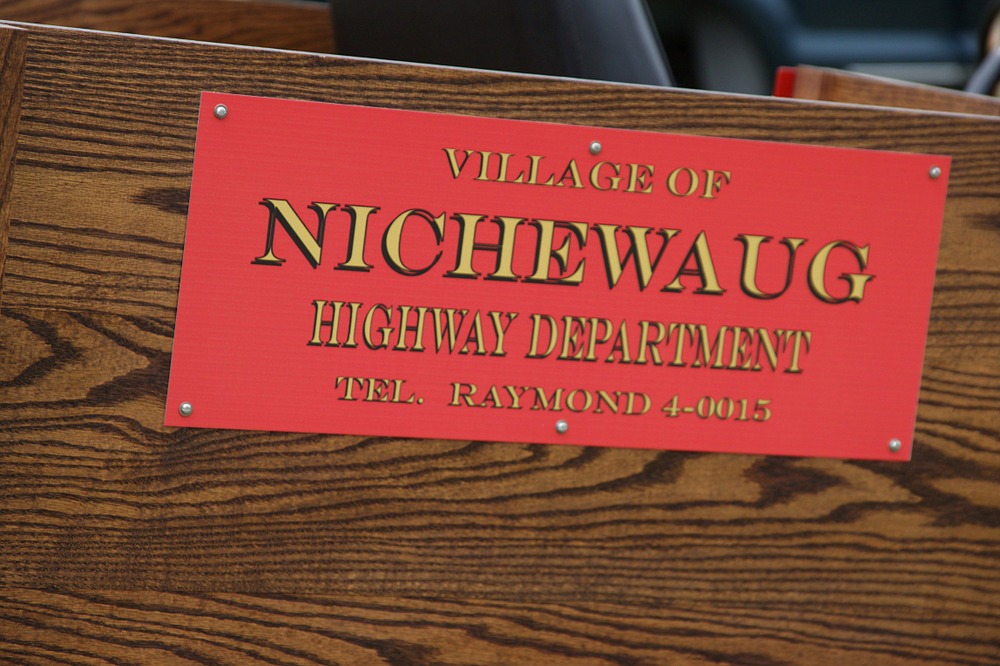 VILLAGE OF
NICHEWAUG
HIGHWAY DEPARTMENT
TEL. RAYMOND 4-0015